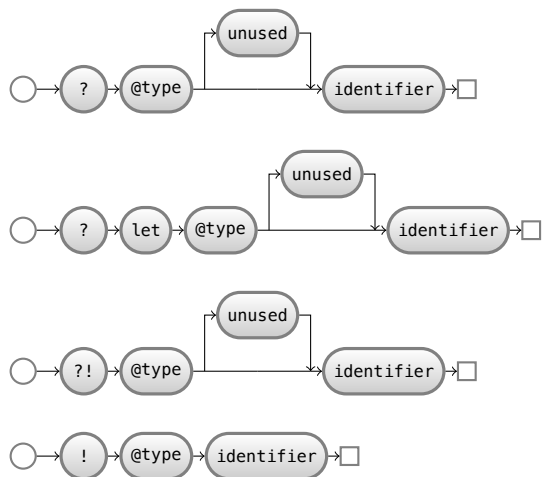 unused
? @type identifier
unused
? let @type identifier
unused
?! @type identifier
! @type identifier